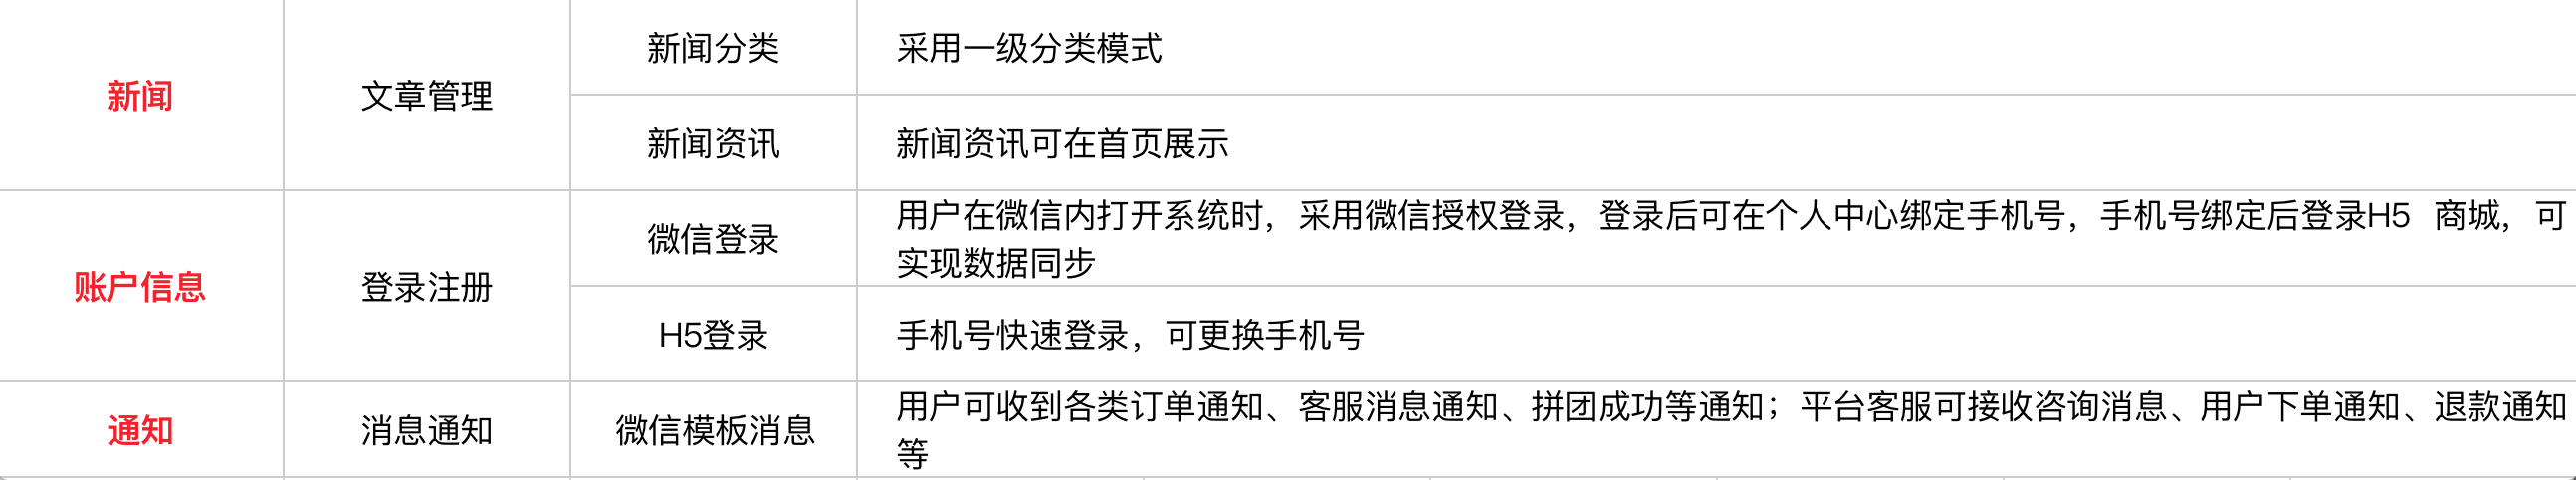 新闻
文章管理
新闻分类
采用一级分类模式
新闻资讯
新闻资讯可在首页展示
账户信息
登录注册
微信登录
用户在微信内打开系统时，采用微信授权登录，登录后可在个人中心绑定手机号，手机号绑定后登录H5 商城，可
实现数据同步
H5登录
手机号快速登录，可更换手机号
通知
消息通知
微信模板消息
用户可收到各类订单通知、客服消息通知、拼团成功等通知；平台客服可接收咨询消息、用户下单通知、退款通知
等